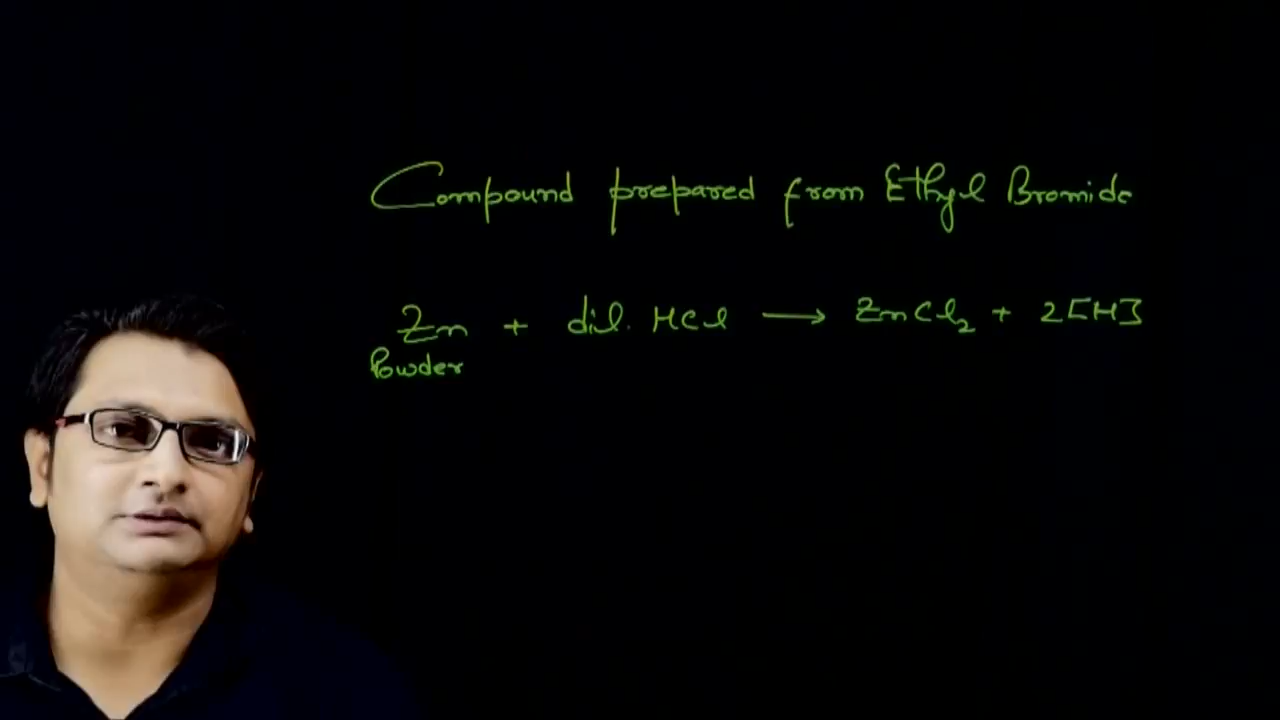 Compound prepared from Ethyl Bromide
Zn + dil. HCl → ZnCl₂ + 2[H]
Powder